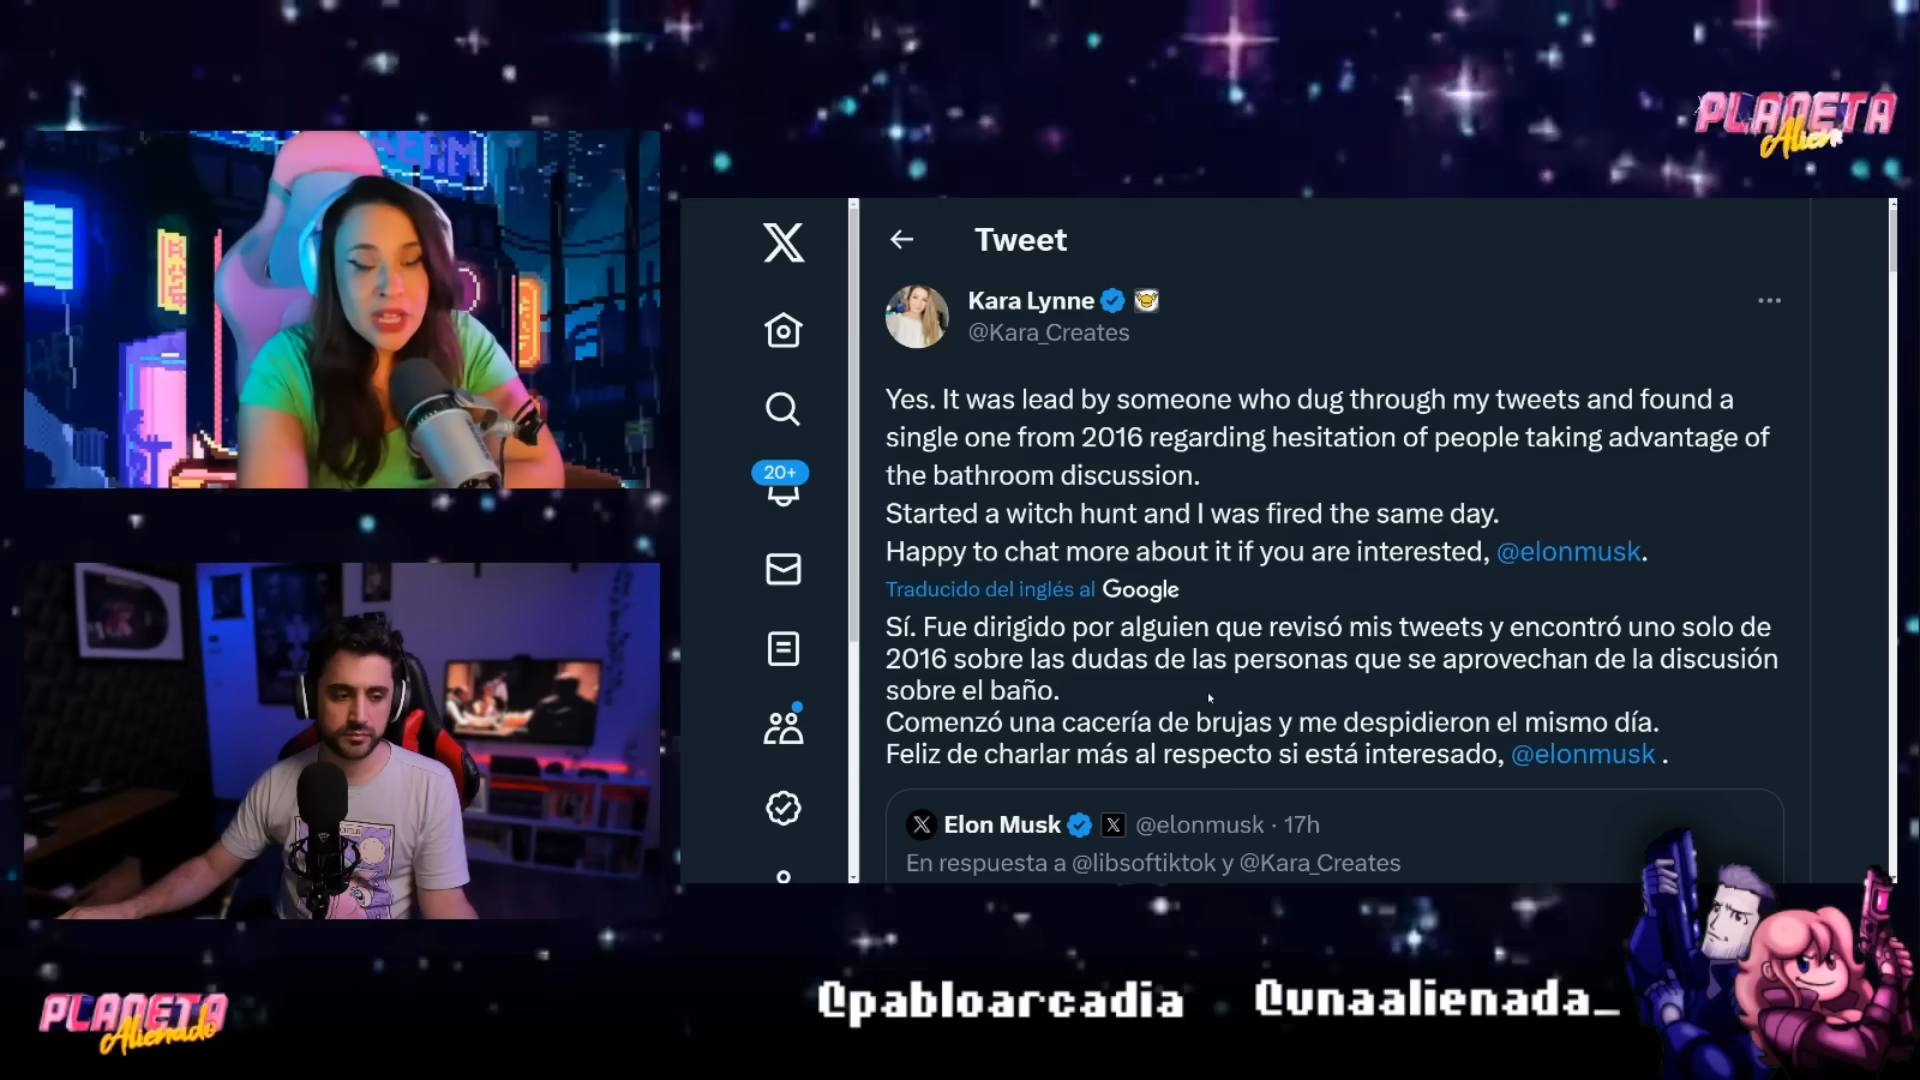 PLANETA
Alien
Tweet
Kara Lynne
@Kara_Creates
Yes. It was lead by someone who dug through my tweets and found a
single one from 2016 regarding hesitation of people taking advantage of
the bathroom discussion.
Started a witch hunt and I was fired the same day.
Happy to chat more about it if you are interested, @elonmusk.
Traducido del inglés al Google
Sí. Fue dirigido por alguien que revisó mis tweets y encontró uno solo de
2016 sobre las dudas de las personas que se aprovechan de la discusión
sobre el baño.
Comenzó una cacería de brujas y me despidieron el mismo día.
Feliz de charlar más al respecto si está interesado, @elonmusk .
Elon Musk @elonmusk · 17h
En respuesta a @libsoftiktok y @Kara_Creates
20+
PLANETA
Alienado
@pabloarcadia
@unaalienada_